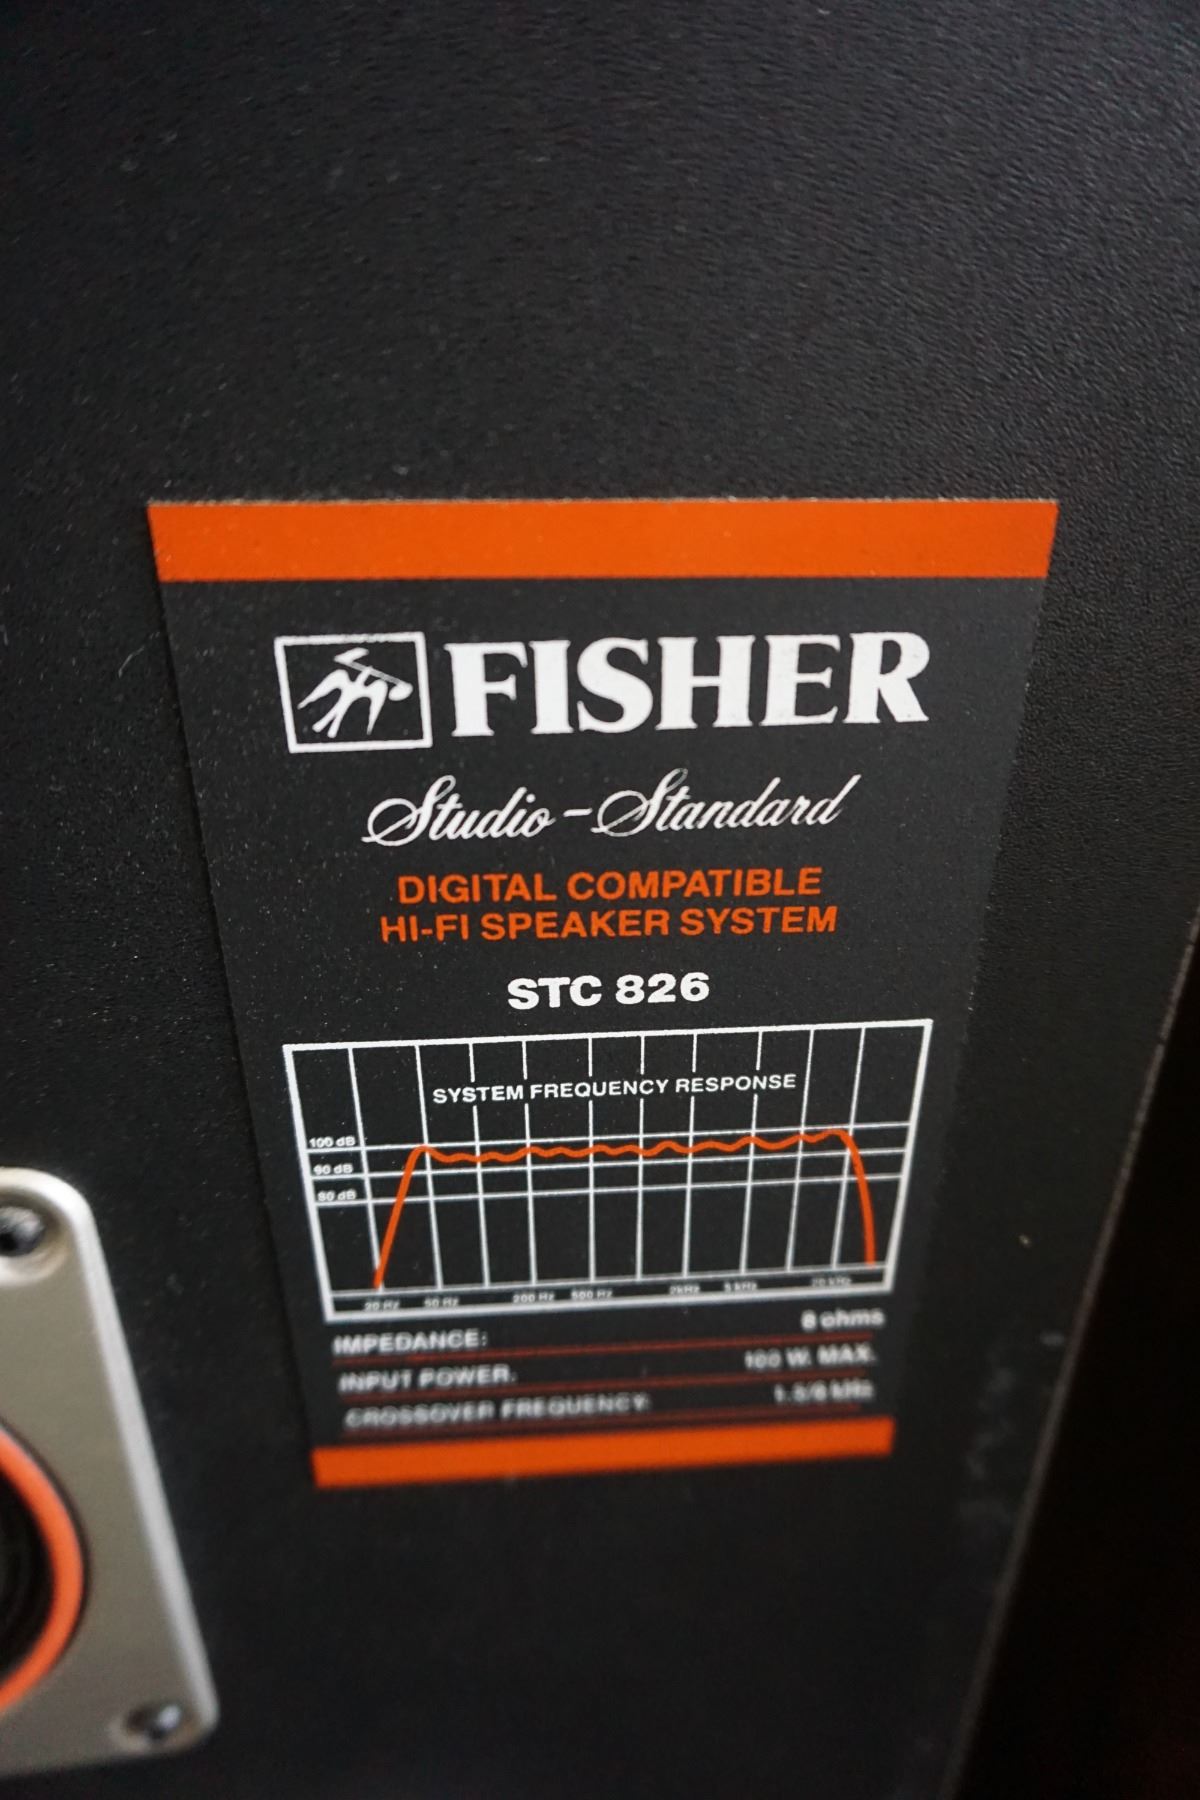 FISHER
Studio-Standard
DIGITAL COMPATIBLE
HI-FI SPEAKER SYSTEM
STC 826
SYSTEM FREQUENCY RESPONSE
100 dB
90 dB
80 dB
20 Hz 50 Hz 200 Hz 500 Hz 2kHz 5 kHz 20 kHz
IMPEDANCE: 8 ohms
INPUT POWER: 100 W. MAX.
CROSSOVER FREQUENCY: kHz